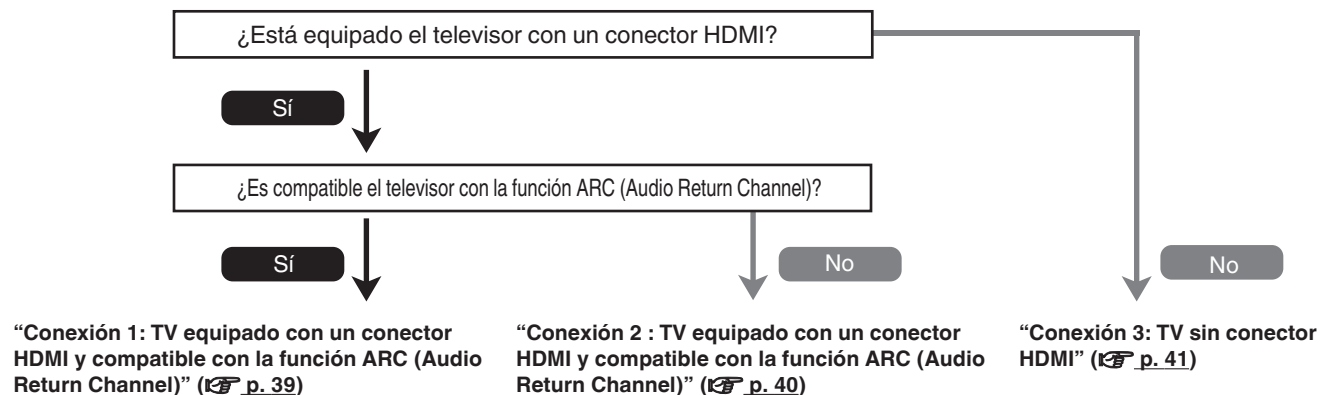 ¿Está equipado el televisor con un conector HDMI?
Sí
¿Es compatible el televisor con la función ARC (Audio Return Channel)?
Sí
No
No
“Conexión 1: TV equipado con un conector
HDMI y compatible con la función ARC (Audio
Return Channel)” (☞ p. 39)
“Conexión 2 : TV equipado con un conector
HDMI y compatible con la función ARC (Audio
Return Channel)” (☞ p. 40)
“Conexión 3: TV sin conector
HDMI” (☞ p. 41)